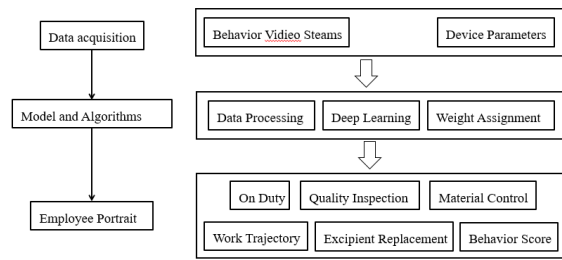 Data acquisition
Behavior Vidieo Steams
Device Parameters
Model and Algorithms
Data Processing
Deep Learning
Weight Assignment
Employee Portrait
On Duty
Quality Inspection
Material Control
Work Trajectory
Excipient Replacement
Behavior Score